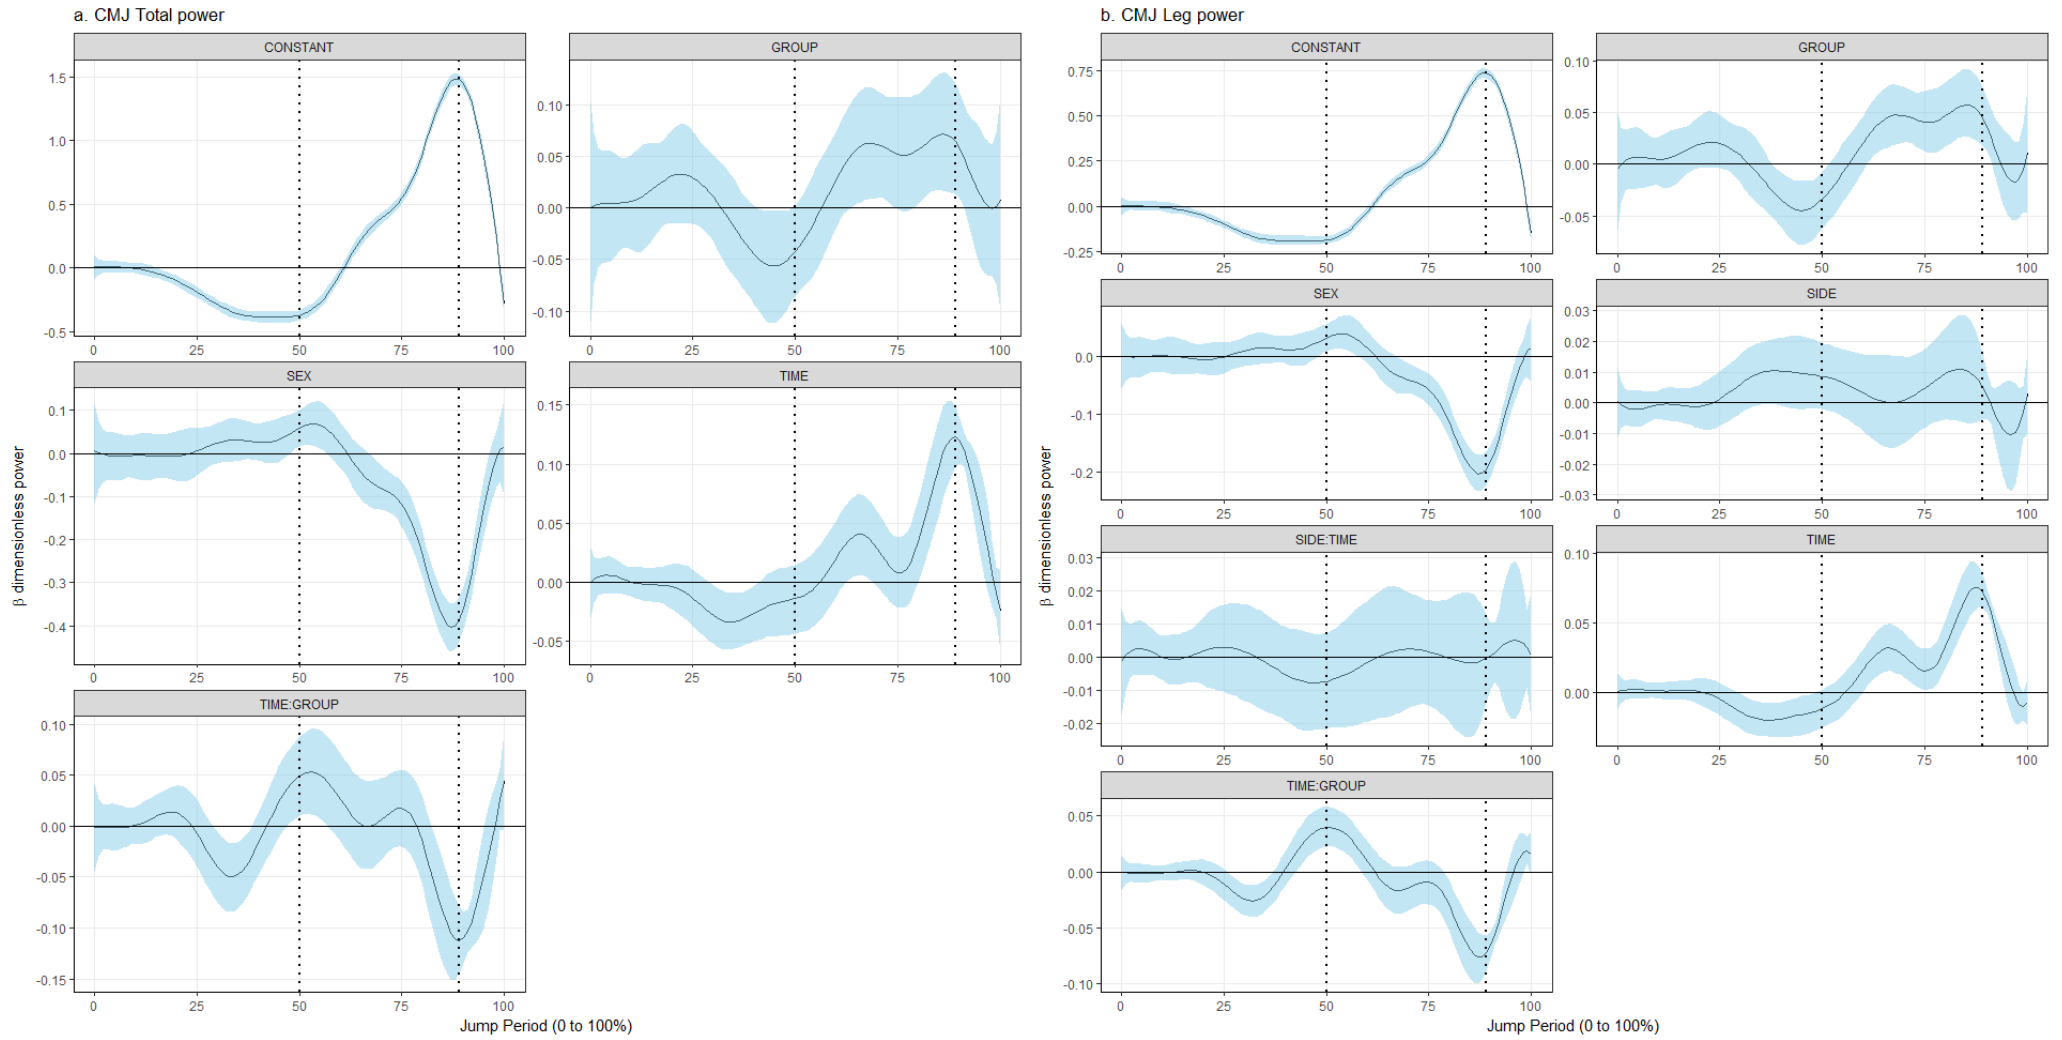 a. CMJ Total power
CONSTANT
1.5
1.0
0.5
0.0
-0.5
0 25 50 75 100
GROUP
0.10
0.05
0.00
-0.05
-0.10
0 25 50 75 100
SEX
0.1
0.0
-0.1
-0.2
-0.3
-0.4
0 25 50 75 100
TIME
0.15
0.10
0.05
0.00
-0.05
0 25 50 75 100
TIME:GROUP
0.10
0.05
0.00
-0.05
-0.10
-0.15
0 25 50 75 100
β dimensionless power
Jump Period (0 to 100%)
b. CMJ Leg power
CONSTANT
0.75
0.50
0.25
0.00
-0.25
0 25 50 75 100
GROUP
0.10
0.05
0.00
-0.05
0 25 50 75 100
SEX
0.0
-0.1
-0.2
0 25 50 75 100
SIDE
0.03
0.02
0.01
0.00
-0.01
-0.02
-0.03
0 25 50 75 100
SIDE:TIME
0.03
0.02
0.01
0.00
-0.01
-0.02
0 25 50 75 100
TIME
0.10
0.05
0.00
0 25 50 75 100
TIME:GROUP
0.05
0.00
-0.05
-0.10
0 25 50 75 100
β dimensionless power
Jump Period (0 to 100%)